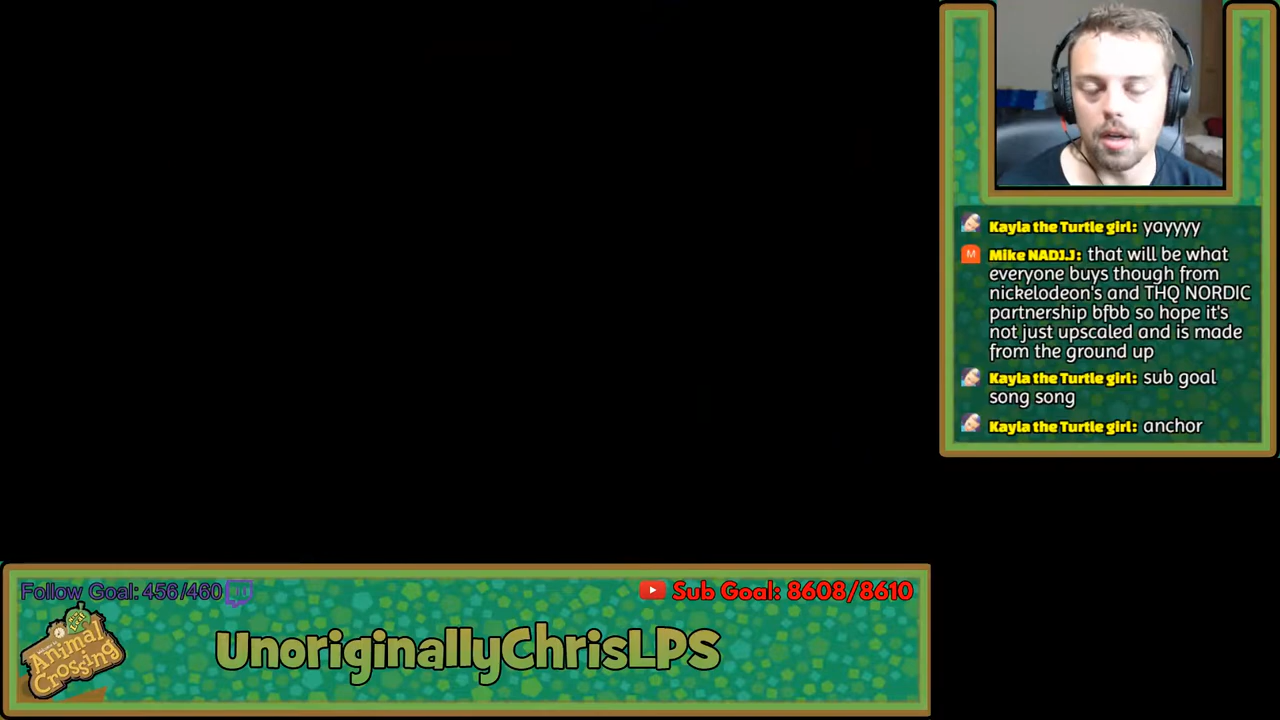 Kayla the Turtle girl: yayyyy
M Mike NADJ.J: that will be what
everyone buys though from
nickelodeon's and THQ NORDIC
partnership bfbb so hope it's
not just upscaled and is made
from the ground up
Kayla the Turtle girl: sub goal
song song
Kayla the Turtle girl: anchor
Follow Goal: 456/460
Sub Goal: 8608/8610
Animal
Crossing
UnoriginallyChrisLPS